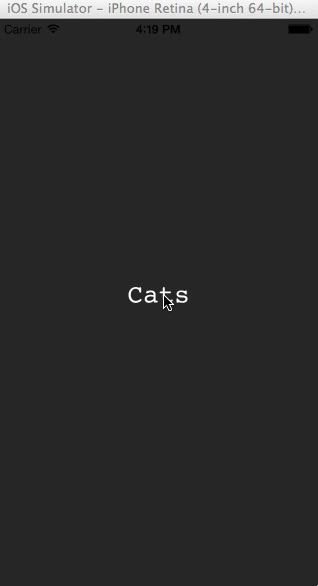 iOS Simulator – iPhone Retina (4-inch 64-bit)...
Carrier 4:19 PM
Cats